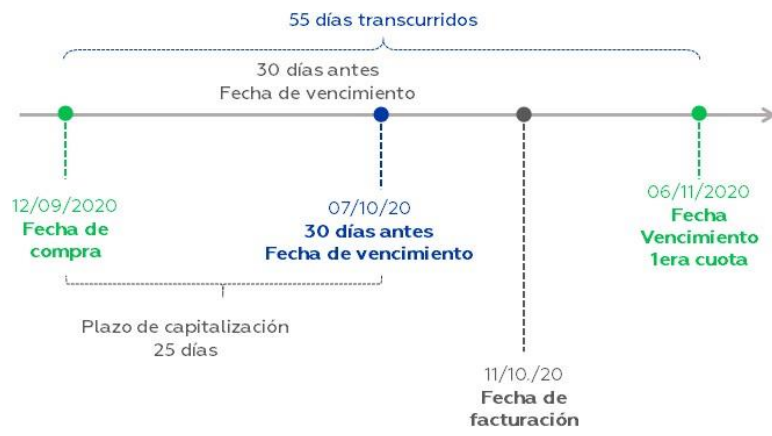 55 días transcurridos
30 días antes
Fecha de vencimiento
12/09/2020
Fecha de
compra
07/10/20
30 días antes
Fecha de vencimiento
06/11/2020
Fecha
Vencimiento
1era cuota
Plazo de capitalización
25 días
11/10./20
Fecha de
facturación